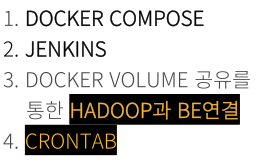 1. DOCKER COMPOSE
2. JENKINS
3. DOCKER VOLUME 공유를
통한 HADOOP과 BE연결
4. CRONTAB